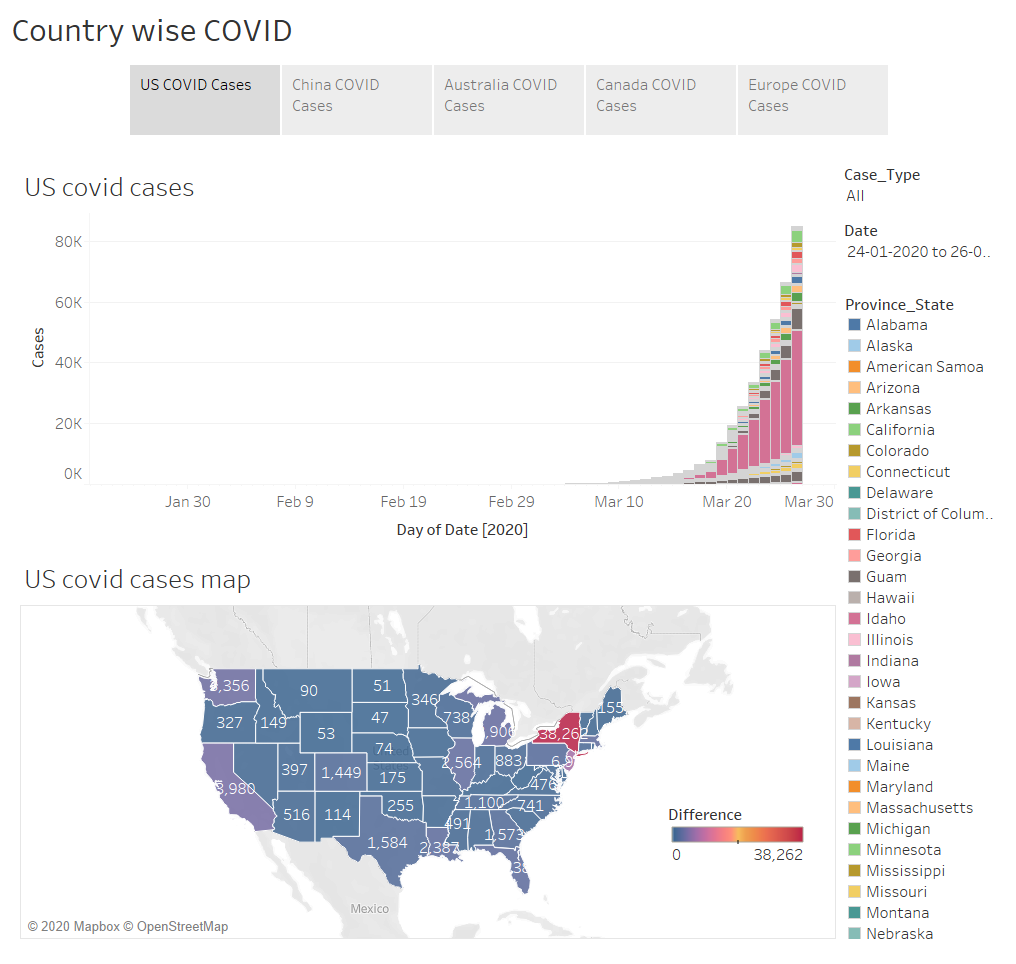 Country wise COVID
US COVID Cases
China COVID
Cases
Australia COVID
Cases
Canada COVID
Cases
Europe COVID
Cases
US covid cases
80K
60K
40K
20K
0K
Cases
Jan 30
Feb 9
Feb 19
Feb 29
Mar 10
Mar 20
Mar 30
Day of Date [2020]
Case_Type
All
Date
24-01-2020 to 26-0..
Province_State
Alabama
Alaska
American Samoa
Arizona
Arkansas
California
Colorado
Connecticut
Delaware
District of Colum..
Florida
Georgia
Guam
Hawaii
Idaho
Illinois
Indiana
Iowa
Kansas
Kentucky
Louisiana
Maine
Maryland
Massachusetts
Michigan
Minnesota
Mississippi
Missouri
Montana
Nebraska
US covid cases map
3,356
90
51
346
155
327
149
53
47
738
906
38,262
74
3,980
397
1,449
175
2,564
883
476
516
114
255
1,100
741
491
1,573
1,584
2,387
Difference
0
38,262
Mexico
© 2020 Mapbox © OpenStreetMap